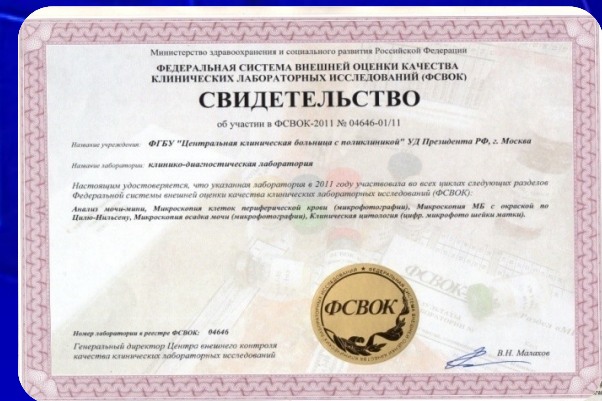 Министерство здравоохранения и социального развития Российской Федерации
ФЕДЕРАЛЬНАЯ СИСТЕМА ВНЕШНЕЙ ОЦЕНКИ КАЧЕСТВА
КЛИНИЧЕСКИХ ЛАБОРАТОРНЫХ ИССЛЕДОВАНИЙ (ФСВОК)
СВИДЕТЕЛЬСТВО
об участии в ФСВОК-2011 № 04646-01/11
Название учреждения: ФГБУ "Центральная клиническая больница с поликлиникой" УД Президента РФ, г. Москва
Название лаборатории: клинико-диагностическая лаборатория
Настоящим удостоверяется, что указанная лаборатория в 2011 году участвовала во всех циклах следующих разделов
Федеральной системы внешней оценки качества клинических лабораторных исследований (ФСВОК):
Анализ мочи-мини, Микроскопия клеток периферической крови (микрофотографии), Микроскопия МБ с окраской по
Цилю-Нильсену, Микроскопия осадка мочи (микрофотографии), Клиническая цитология (цифр. микрофото шейки матки).
ФСВОК
ФСВОК
Номер лаборатории в реестре ФСВОК: 04646
Генеральный директор Центра внешнего контроля
качества клинических лабораторных исследований
В.Н. Малахов